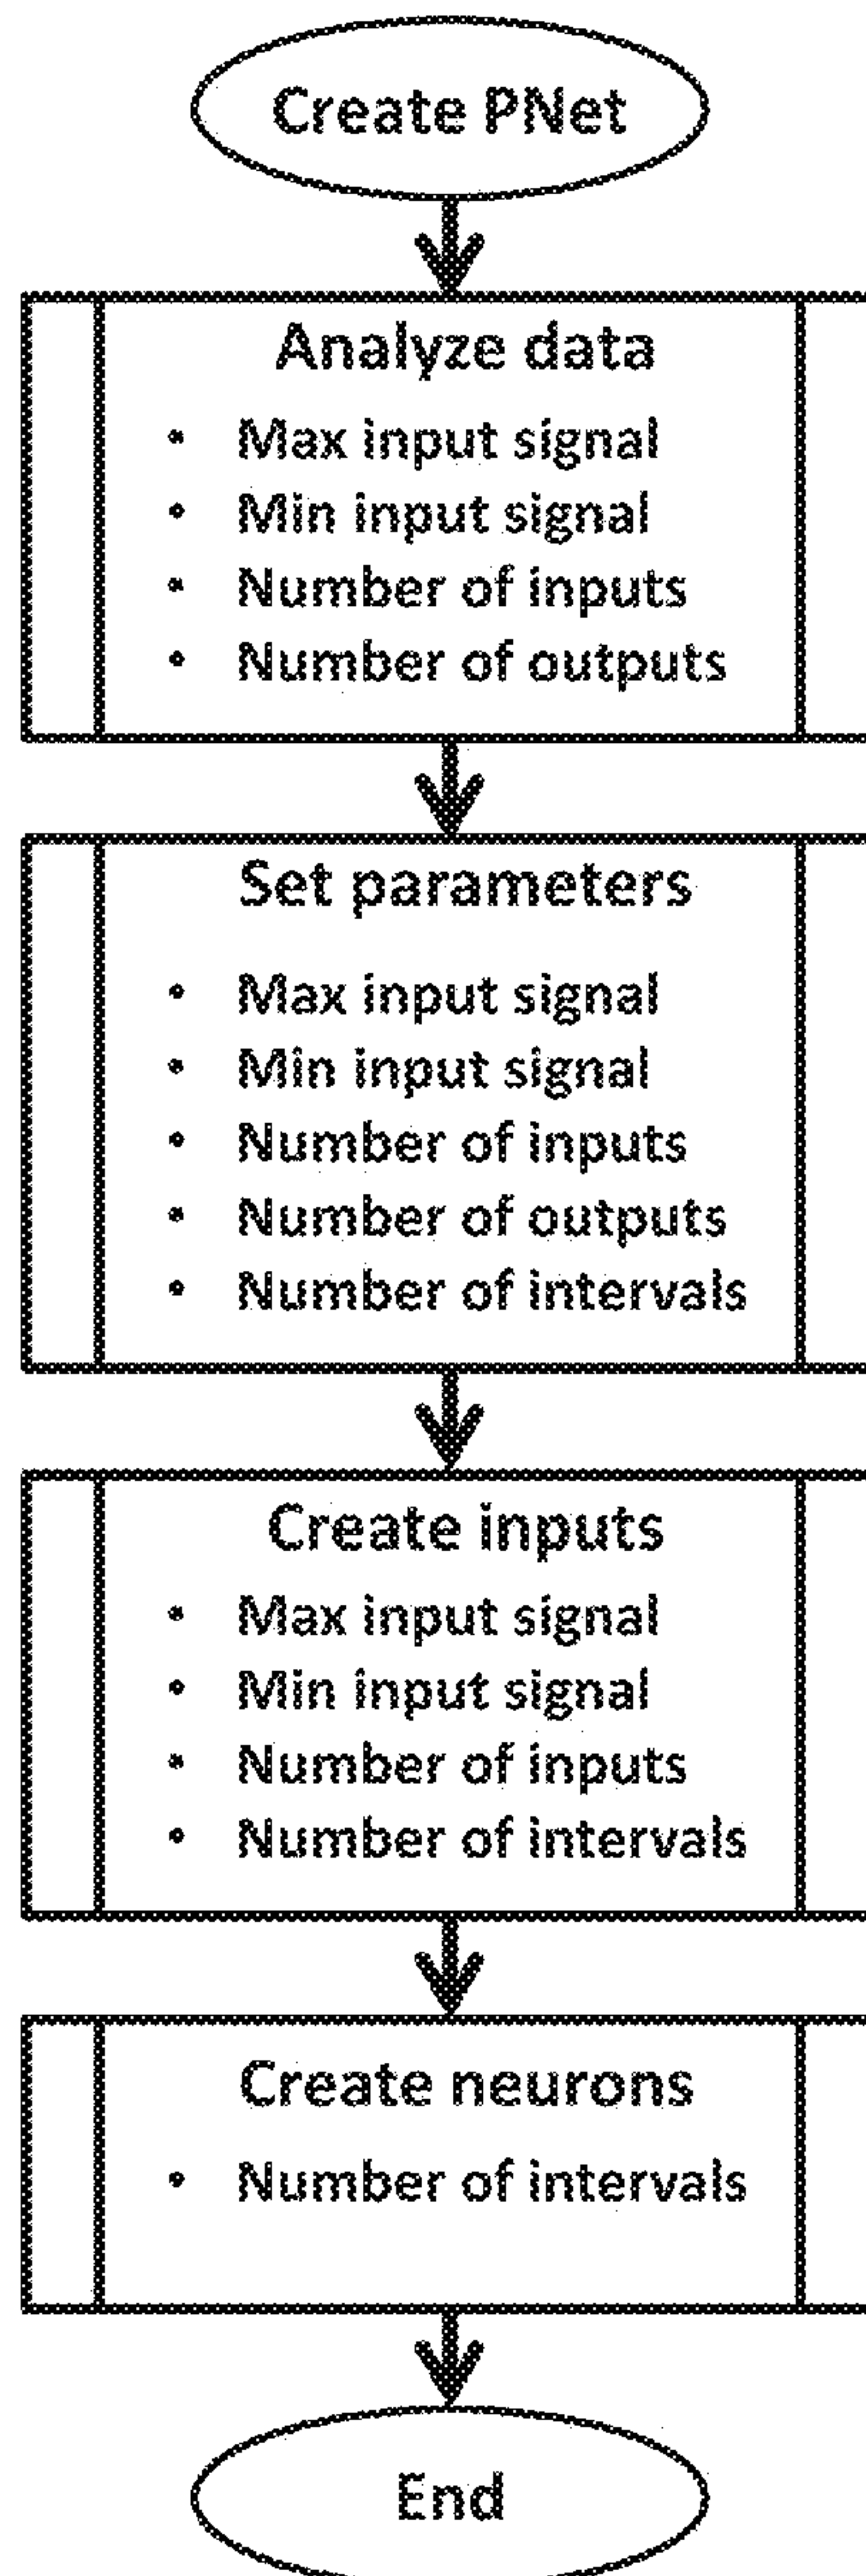 Create PNet
Analyze data
• Max input signal
• Min input signal
• Number of inputs
• Number of outputs
Set parameters
• Max input signal
• Min input signal
• Number of inputs
• Number of outputs
• Number of intervals
Create inputs
• Max input signal
• Min input signal
• Number of inputs
• Number of intervals
Create neurons
• Number of intervals
End